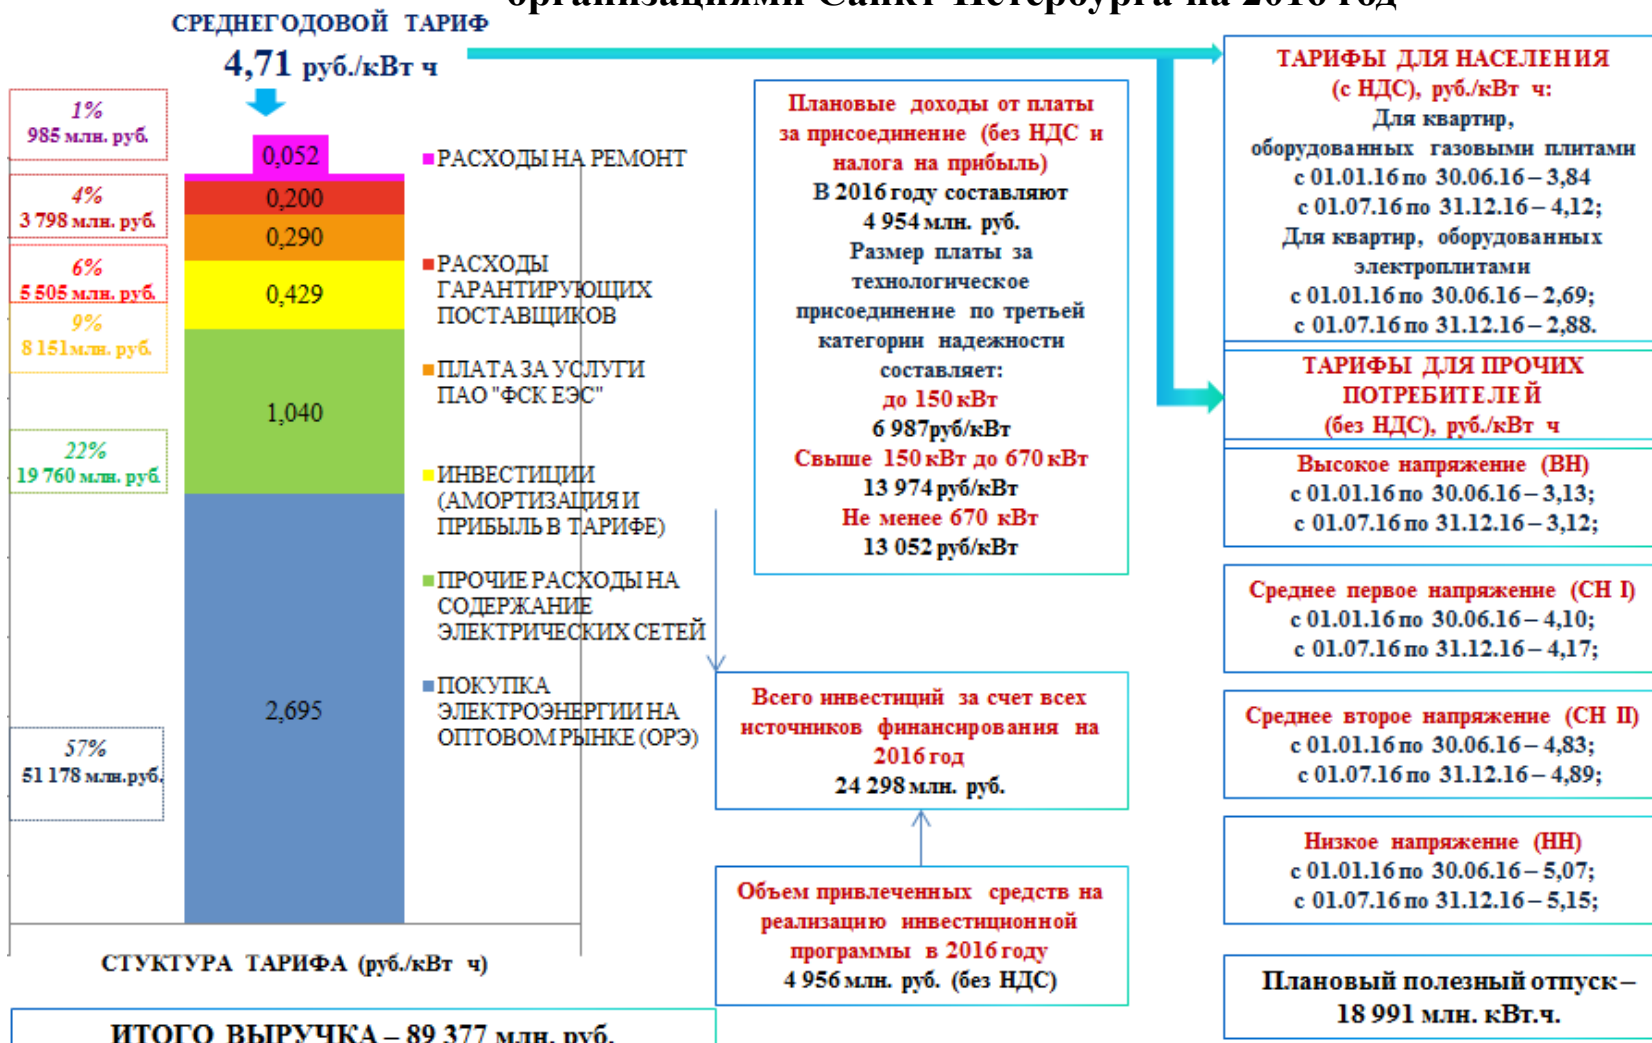 организациями Санкт-Петербурга на 2016 год
СРЕДНЕГОДОВОЙ ТАРИФ
4,71 руб./кВт ч
1%
985 млн. руб.
4%
3 798 млн. руб.
6%
5 505 млн. руб.
9%
8 151млн. руб.
22%
19 760 млн. руб.
57%
51 178 млн.руб.
0,052
0,200
0,290
0,429
1,040
2,695
РАСХОДЫ НА РЕМОНТ
РАСХОДЫ
ГАРАНТИРУЮЩИХ
ПОСТАВЩИКОВ
ПЛАТА ЗА УСЛУГИ
ПАО "ФСК ЕЭС"
ИНВЕСТИЦИИ
(АМОРТИЗАЦИЯ И
ПРИБЫЛЬ В ТАРИФЕ)
ПРОЧИЕ РАСХОДЫ НА
СОДЕРЖАНИЕ
ЭЛЕКТРИЧЕСКИХ СЕТЕЙ
ПОКУПКА
ЭЛЕКТРОЭНЕРГИИ НА
ОПТОВОМ РЫНКЕ (ОРЭ)
СТУКТУРА ТАРИФА (руб./кВт ч)
ИТОГО ВЫРУЧКА – 89 377 млн. руб.
Плановые доходы от платы
за присоединение (без НДС и
налога на прибыль)
В 2016 году составляют
4 954 млн. руб.
Размер платы за
технологическое
присоединение по третьей
категории надежности
составляет:
до 150 кВт
6 987руб/кВт
Свыше 150 кВт до 670 кВт
13 974 руб/кВт
Не менее 670 кВт
13 052 руб/кВт
Всего инвестиций за счет всех
источников финансирования на
2016 год
24 298 млн. руб.
Объем привлеченных средств на
реализацию инвестиционной
программы в 2016 году
4 956 млн. руб. (без НДС)
ТАРИФЫ ДЛЯ НАСЕЛЕНИЯ
(с НДС), руб./кВт ч:
Для квартир,
оборудованных газовыми плитами
с 01.01.16 по 30.06.16 – 3,84
с 01.07.16 по 31.12.16 – 4,12;
Для квартир, оборудованных
электроплитами
с 01.01.16 по 30.06.16 – 2,69;
с 01.07.16 по 31.12.16 – 2,88.
ТАРИФЫ ДЛЯ ПРОЧИХ
ПОТРЕБИТЕЛЕЙ
(без НДС), руб./кВт ч
Высокое напряжение (ВН)
с 01.01.16 по 30.06.16 – 3,13;
с 01.07.16 по 31.12.16 – 3,12;
Среднее первое напряжение (СН I)
с 01.01.16 по 30.06.16 – 4,10;
с 01.07.16 по 31.12.16 – 4,17;
Среднее второе напряжение (СН II)
с 01.01.16 по 30.06.16 – 4,83;
с 01.07.16 по 31.12.16 – 4,89;
Низкое напряжение (НН)
с 01.01.16 по 30.06.16 – 5,07;
с 01.07.16 по 31.12.16 – 5,15;
Плановый полезный отпуск –
18 991 млн. кВт.ч.